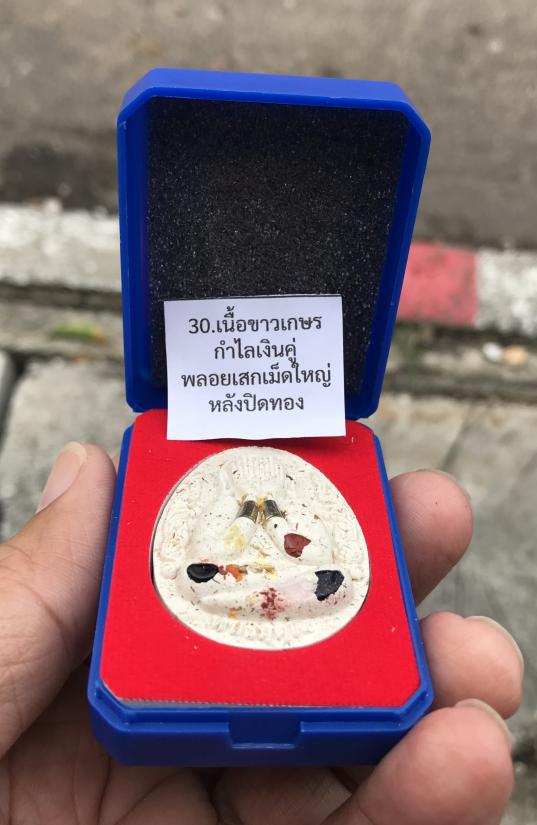 30.เนื้อขาวเกษร
กำไลเงินคู่
พลอยเสกเม็ดใหญ่
หลังปิดทอง